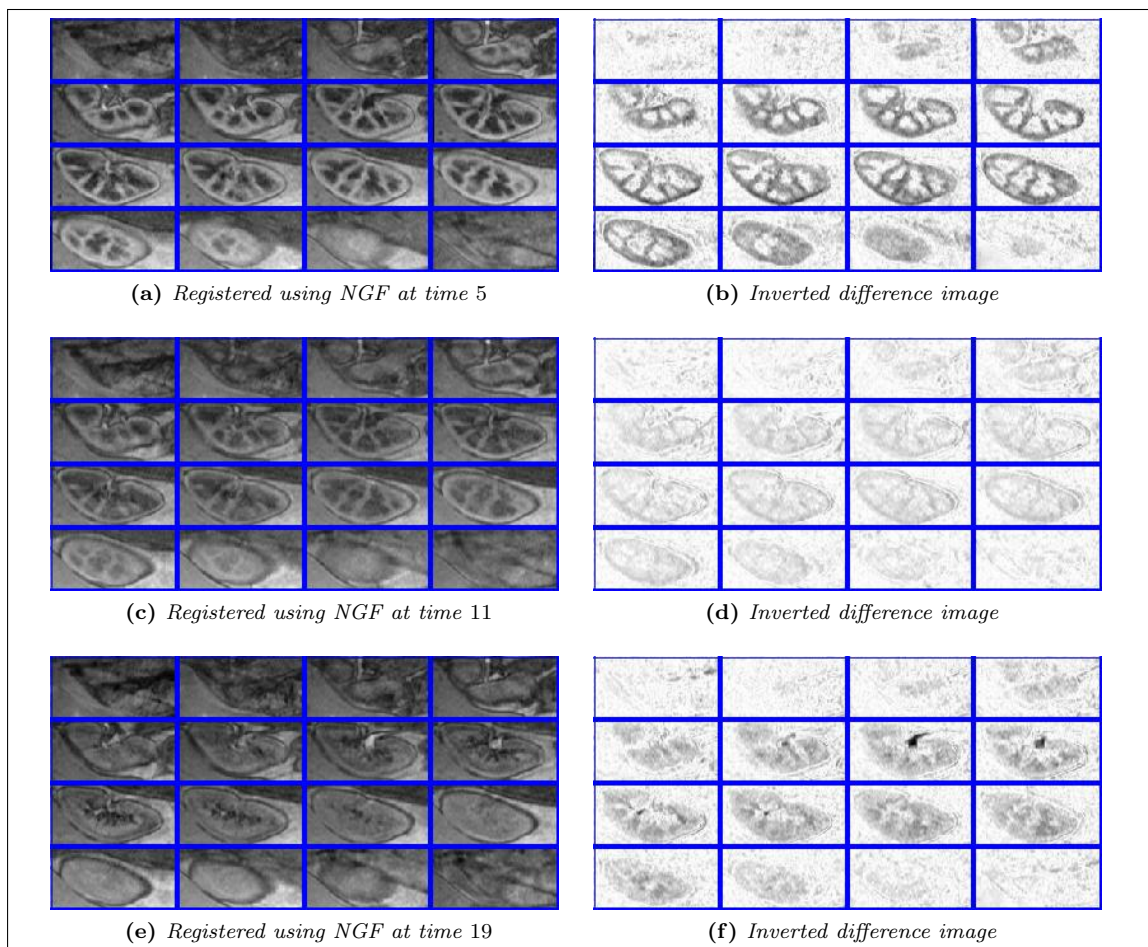 (a) Registered using NGF at time 5
(b) Inverted difference image
(c) Registered using NGF at time 11
(d) Inverted difference image
(e) Registered using NGF at time 19
(f) Inverted difference image